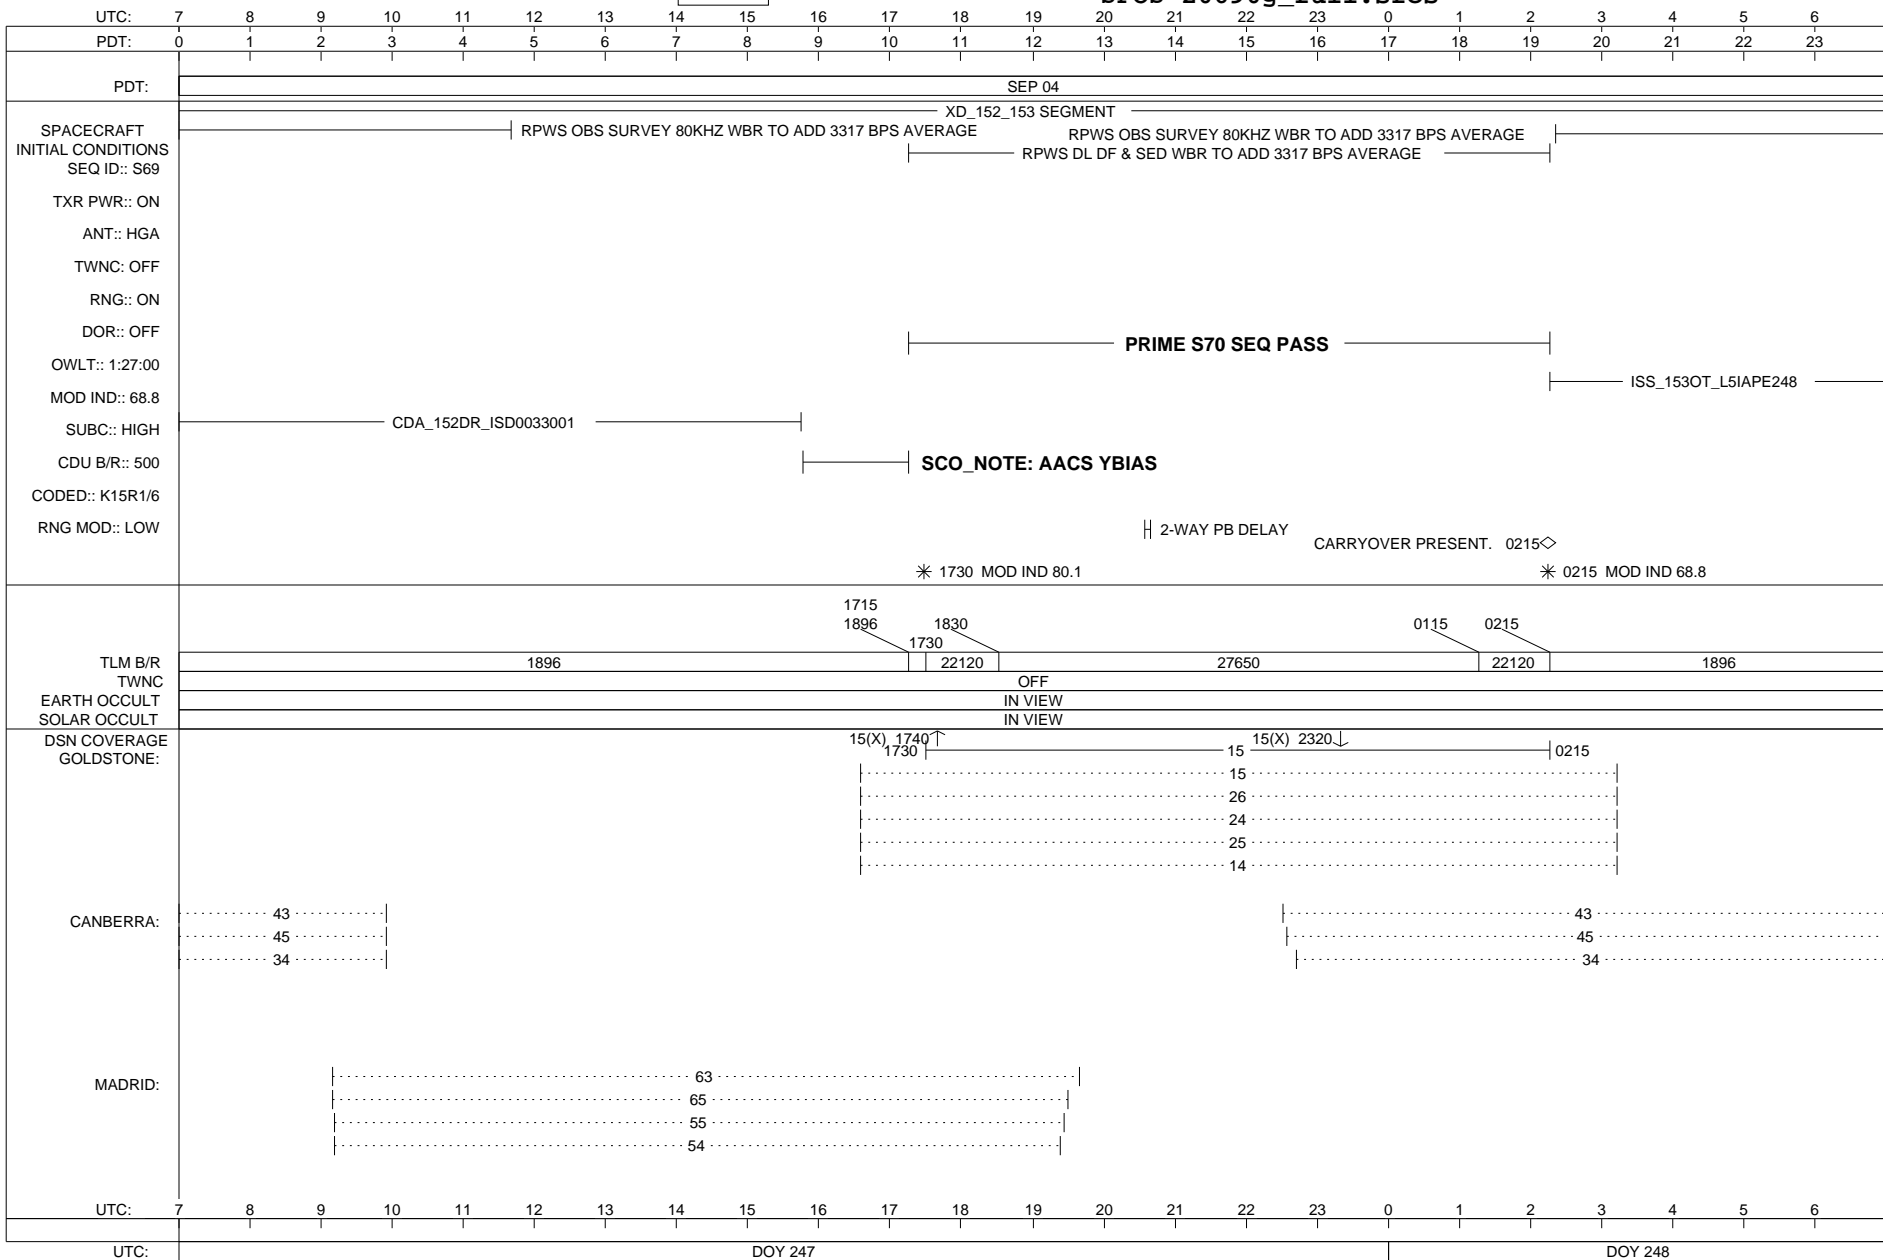 UTC: 7 8 9 10 11 12 13 14 15 16 17 18 19 20 21 22 23 0 1 2 3 4 5 6
PDT: 0 1 2 3 4 5 6 7 8 9 10 11 12 13 14 15 16 17 18 19 20 21 22 23
PDT: SEP 04
XD_152_153 SEGMENT
SPACECRAFT
INITIAL CONDITIONS
RPWS OBS SURVEY 80KHZ WBR TO ADD 3317 BPS AVERAGE
RPWS OBS SURVEY 80KHZ WBR TO ADD 3317 BPS AVERAGE
RPWS DL DF & SED WBR TO ADD 3317 BPS AVERAGE
SEQ ID:: S69
TXR PWR:: ON
ANT:: HGA
TWNC: OFF
RNG:: ON
DOR:: OFF
PRIME S70 SEQ PASS
OWLT:: 1:27:00
ISS_153OT_L5IAPE248
MOD IND:: 68.8
CDA_152DR_ISD0033001
SUBC:: HIGH
CDU B/R:: 500
SCO_NOTE: AACS YBIAS
CODED:: K15R1/6
RNG MOD:: LOW
2-WAY PB DELAY
CARRYOVER PRESENT. 0215
1730 MOD IND 80.1
0215 MOD IND 68.8
1715
1896 1830 0115 0215
1730
TLM B/R 1896 22120 27650 22120 1896
TWNC OFF
EARTH OCCULT IN VIEW
SOLAR OCCULT IN VIEW
DSN COVERAGE 15(X) 1740 15(X) 2320
GOLDSTONE: 1730 15 0215
15
26
24
25
14
CANBERRA: 43 43
45 45
34 34
MADRID: 63
65
55
54
UTC: 7 8 9 10 11 12 13 14 15 16 17 18 19 20 21 22 23 0 1 2 3 4 5 6
UTC: DOY 247 DOY 248